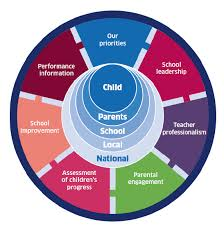 Our
priorities
Performance
information
School
leadership
Child
Parents
School
Local
National
School
improvement
Teacher
professionalism
Assessment
of children's
progress
Parental
engagement